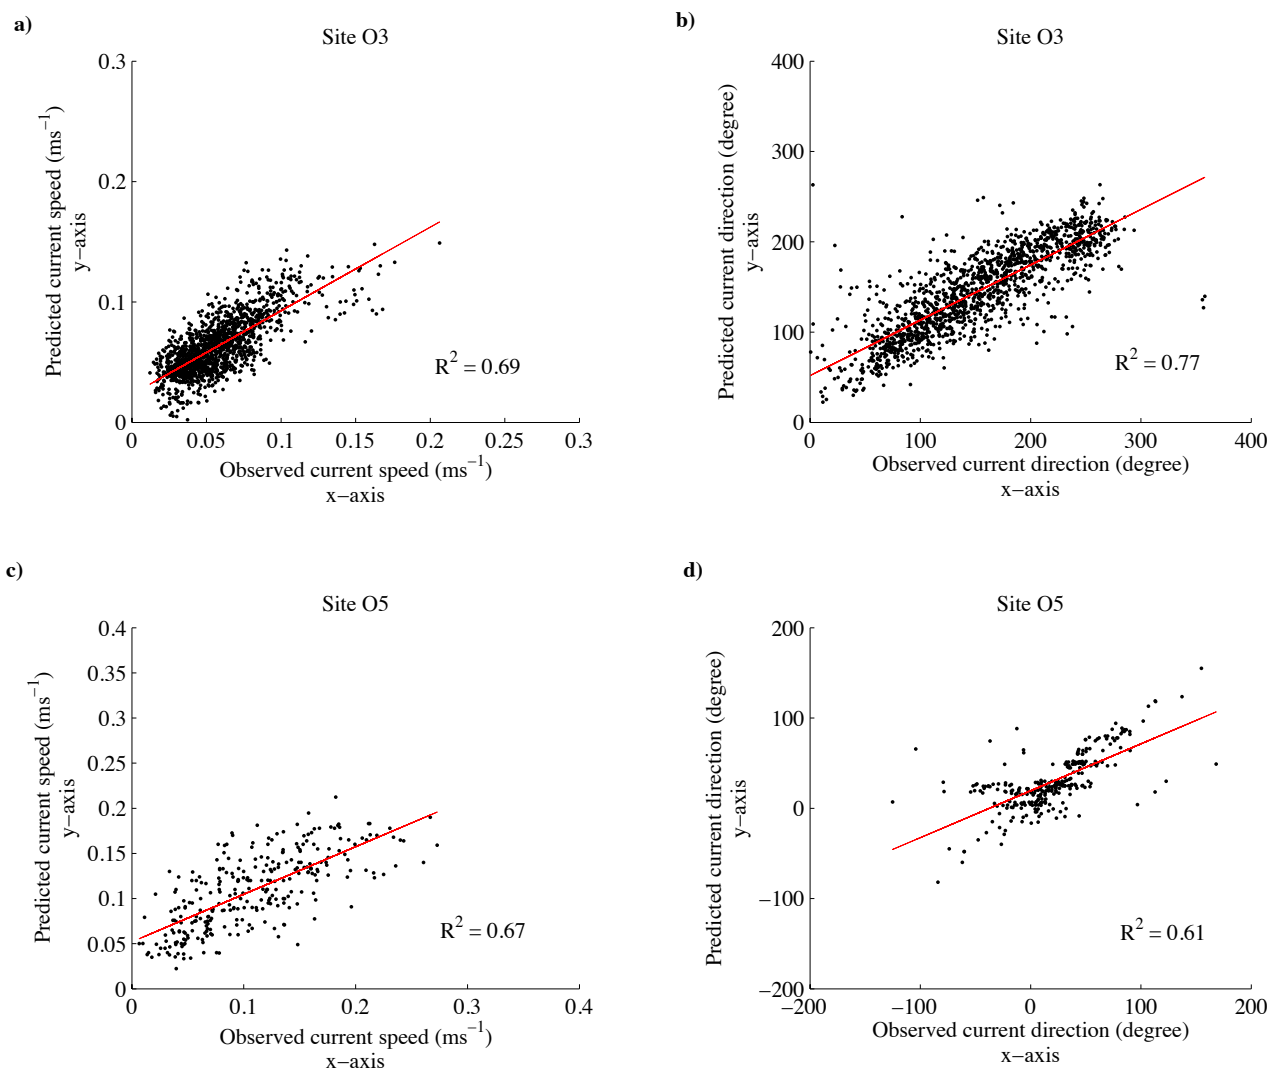 a)
Site O3
Predicted current speed (ms−1)
y−axis
0.3
0.2
0.1
0
0 0.05 0.1 0.15 0.2 0.25 0.3
R2 = 0.69
Observed current speed (ms−1)
x−axis
b)
Site O3
Predicted current direction (degree)
y−axis
400
300
200
100
0
0 100 200 300 400
R2 = 0.77
Observed current direction (degree)
x−axis
c)
Site O5
Predicted current speed (ms−1)
y−axis
0.4
0.35
0.3
0.25
0.2
0.15
0.1
0.05
0
0 0.1 0.2 0.3 0.4
R2 = 0.67
Observed current speed (ms−1)
x−axis
d)
Site O5
Predicted current direction (degree)
y−axis
200
100
0
−100
−200
−200 −100 0 100 200
R2 = 0.61
Observed current direction (degree)
x−axis